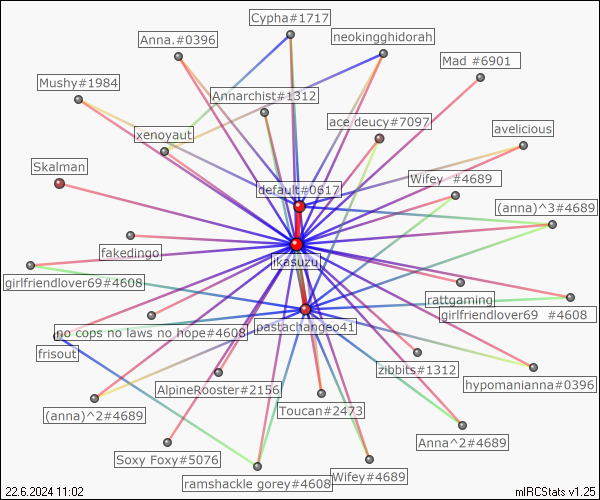 Cypha#1717
Anna.#0396
neokingghidorah
Mad #6901
Mushy#1984
Annarchist#1312
ace deucy#7097
xenoyaut
avelicious
Skalman
default#0617
Wifey #4689
(anna)^3#4689
fakedingo
ikasuzu
girlfriendlover69#4608
rattgaming
girlfriendlover69 #4608
no cops no laws no hope#4608
pastachangeo41
frisout
zibbits#1312
AlpineRooster#2156
hypomanianna#0396
(anna)^2#4689
Toucan#2473
Anna^2#4689
Soxy Foxy#5076
ramshackle gorey#4608
Wifey#4689
22.6.2024 11:02
mIRCStats v1.25